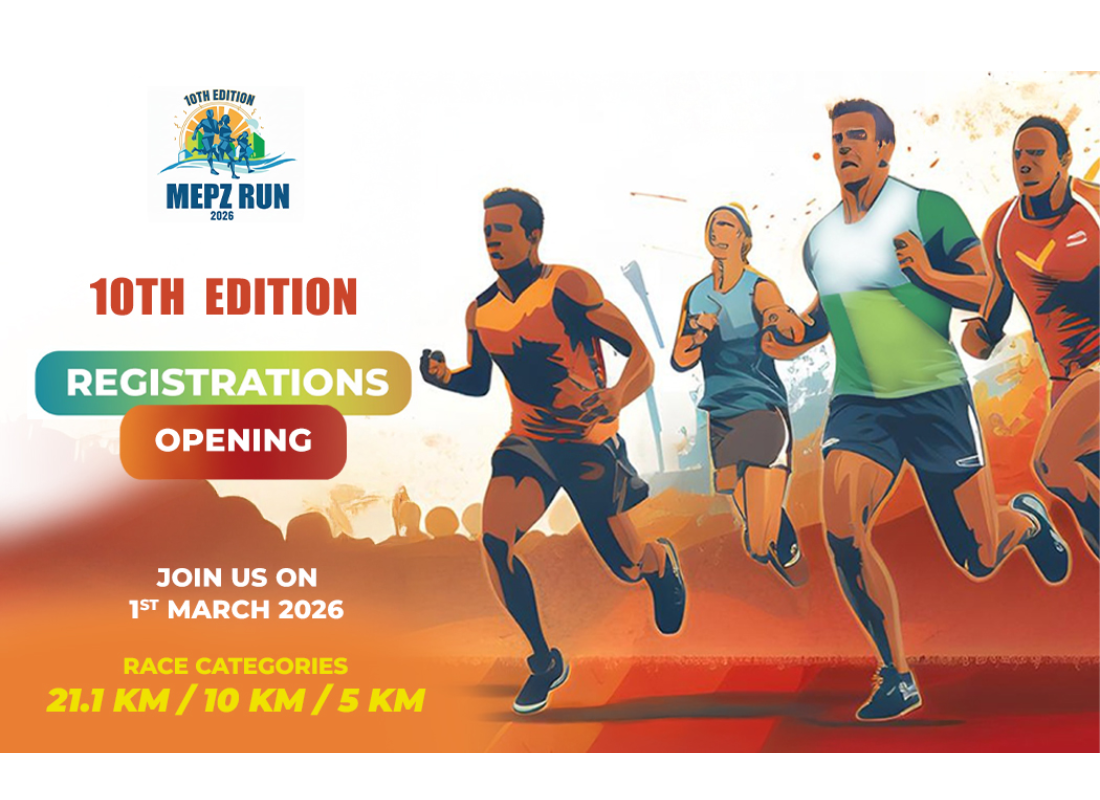 10TH EDITION
MEPZ RUN
2026
10TH EDITION
REGISTRATIONS
OPENING
JOIN US ON
1ST MARCH 2026
RACE CATEGORIES
21.1 KM / 10 KM / 5 KM